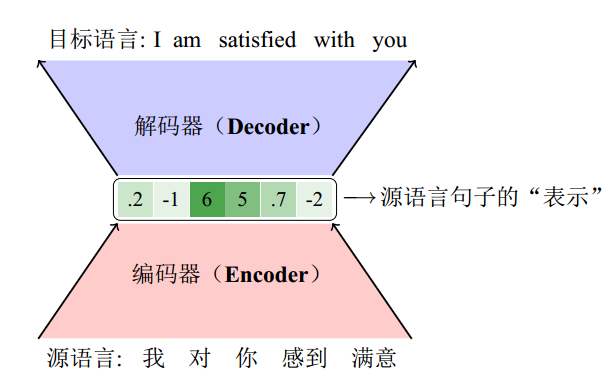 目标语言: I am satisfied with you
解码器（Decoder）
.2 -1 6 5 .7 -2 源语言句子的“表示”
编码器（Encoder）
源语言: 我 对 你 感到 满意